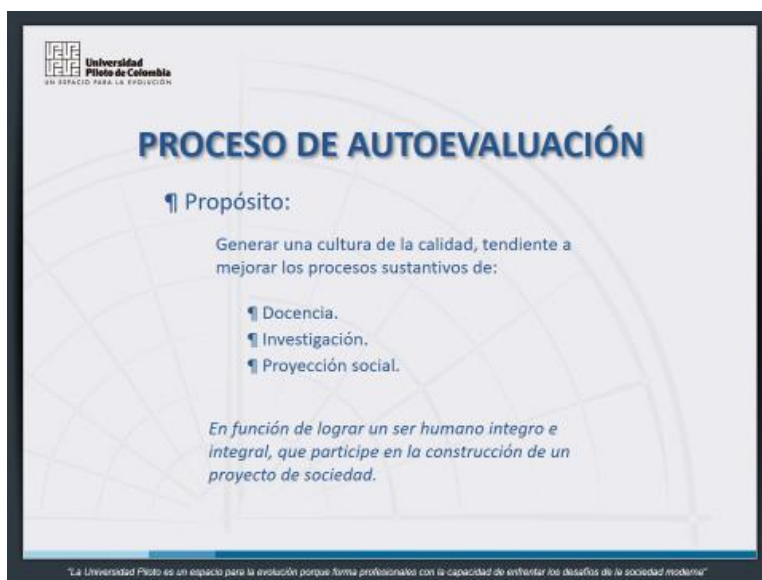 Universidad
Piloto de Colombia
UN ESPACIO PARA LA EVOLUCIÓN
PROCESO DE AUTOEVALUACIÓN
¶ Propósito:
Generar una cultura de la calidad, tendiente a
mejorar los procesos sustantivos de:
¶ Docencia.
¶ Investigación.
¶ Proyección social.
En función de lograr un ser humano integro e
integral, que participe en la construcción de un
proyecto de sociedad.
"La Universidad Piloto es un espacio para la evolución porque forma profesionales con la capacidad de enfrentar los desafíos de la sociedad moderna"